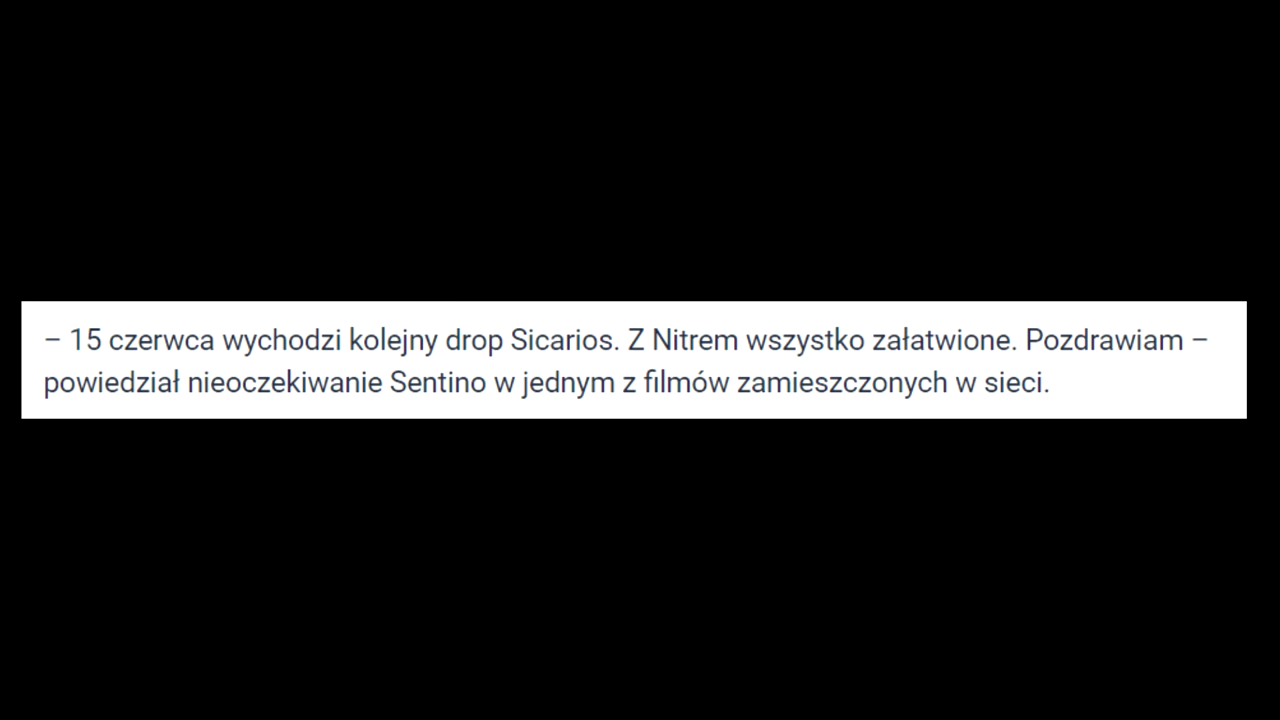 – 15 czerwca wychodzi kolejny drop Sicarios. Z Nitrem wszystko załatwione. Pozdrawiam –
powiedział nieoczekiwanie Sentino w jednym z filmów zamieszczonych w sieci.